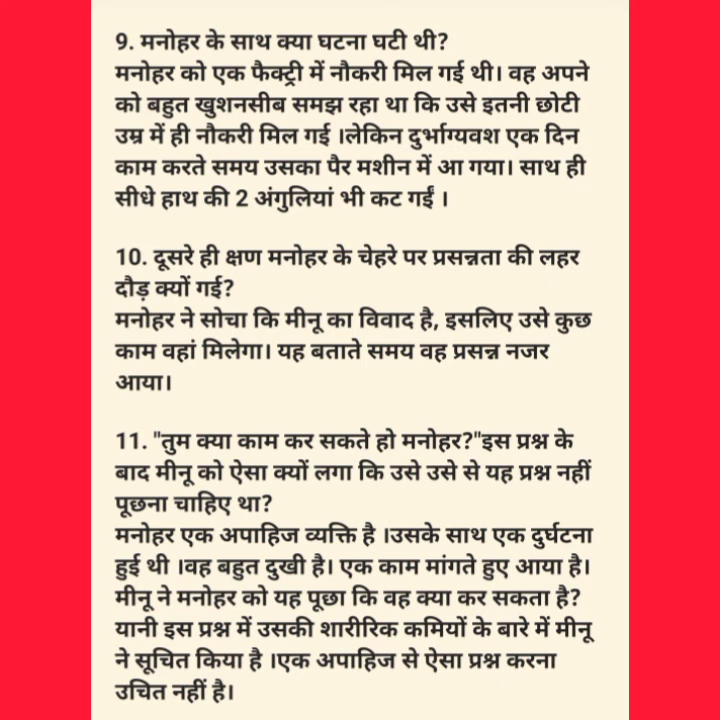 9. मनोहर के साथ क्या घटना घटी थी?
मनोहर को एक फैक्ट्री में नौकरी मिल गई थी। वह अपने
को बहुत खुशनसीब समझ रहा था कि उसे इतनी छोटी
उम्र में ही नौकरी मिल गई ।लेकिन दुर्भाग्यवश एक दिन
काम करते समय उसका पैर मशीन में आ गया। साथ ही
सीधे हाथ की 2 अंगुलियां भी कट गईं ।
10. दूसरे ही क्षण मनोहर के चेहरे पर प्रसन्नता की लहर
दौड़ क्यों गई?
मनोहर ने सोचा कि मीनू का विवाद है, इसलिए उसे कुछ
काम वहां मिलेगा। यह बताते समय वह प्रसन्न नजर
आया।
11. "तुम क्या काम कर सकते हो मनोहर?"इस प्रश्न के
बाद मीनू को ऐसा क्यों लगा कि उसे उसे से यह प्रश्न नहीं
पूछना चाहिए था?
मनोहर एक अपाहिज व्यक्ति है ।उसके साथ एक दुर्घटना
हुई थी ।वह बहुत दुखी है। एक काम मांगते हुए आया है।
मीनू ने मनोहर को यह पूछा कि वह क्या कर सकता है?
यानी इस प्रश्न में उसकी शारीरिक कमियों के बारे में मीनू
ने सूचित किया है ।एक अपाहिज से ऐसा प्रश्न करना
उचित नहीं है।